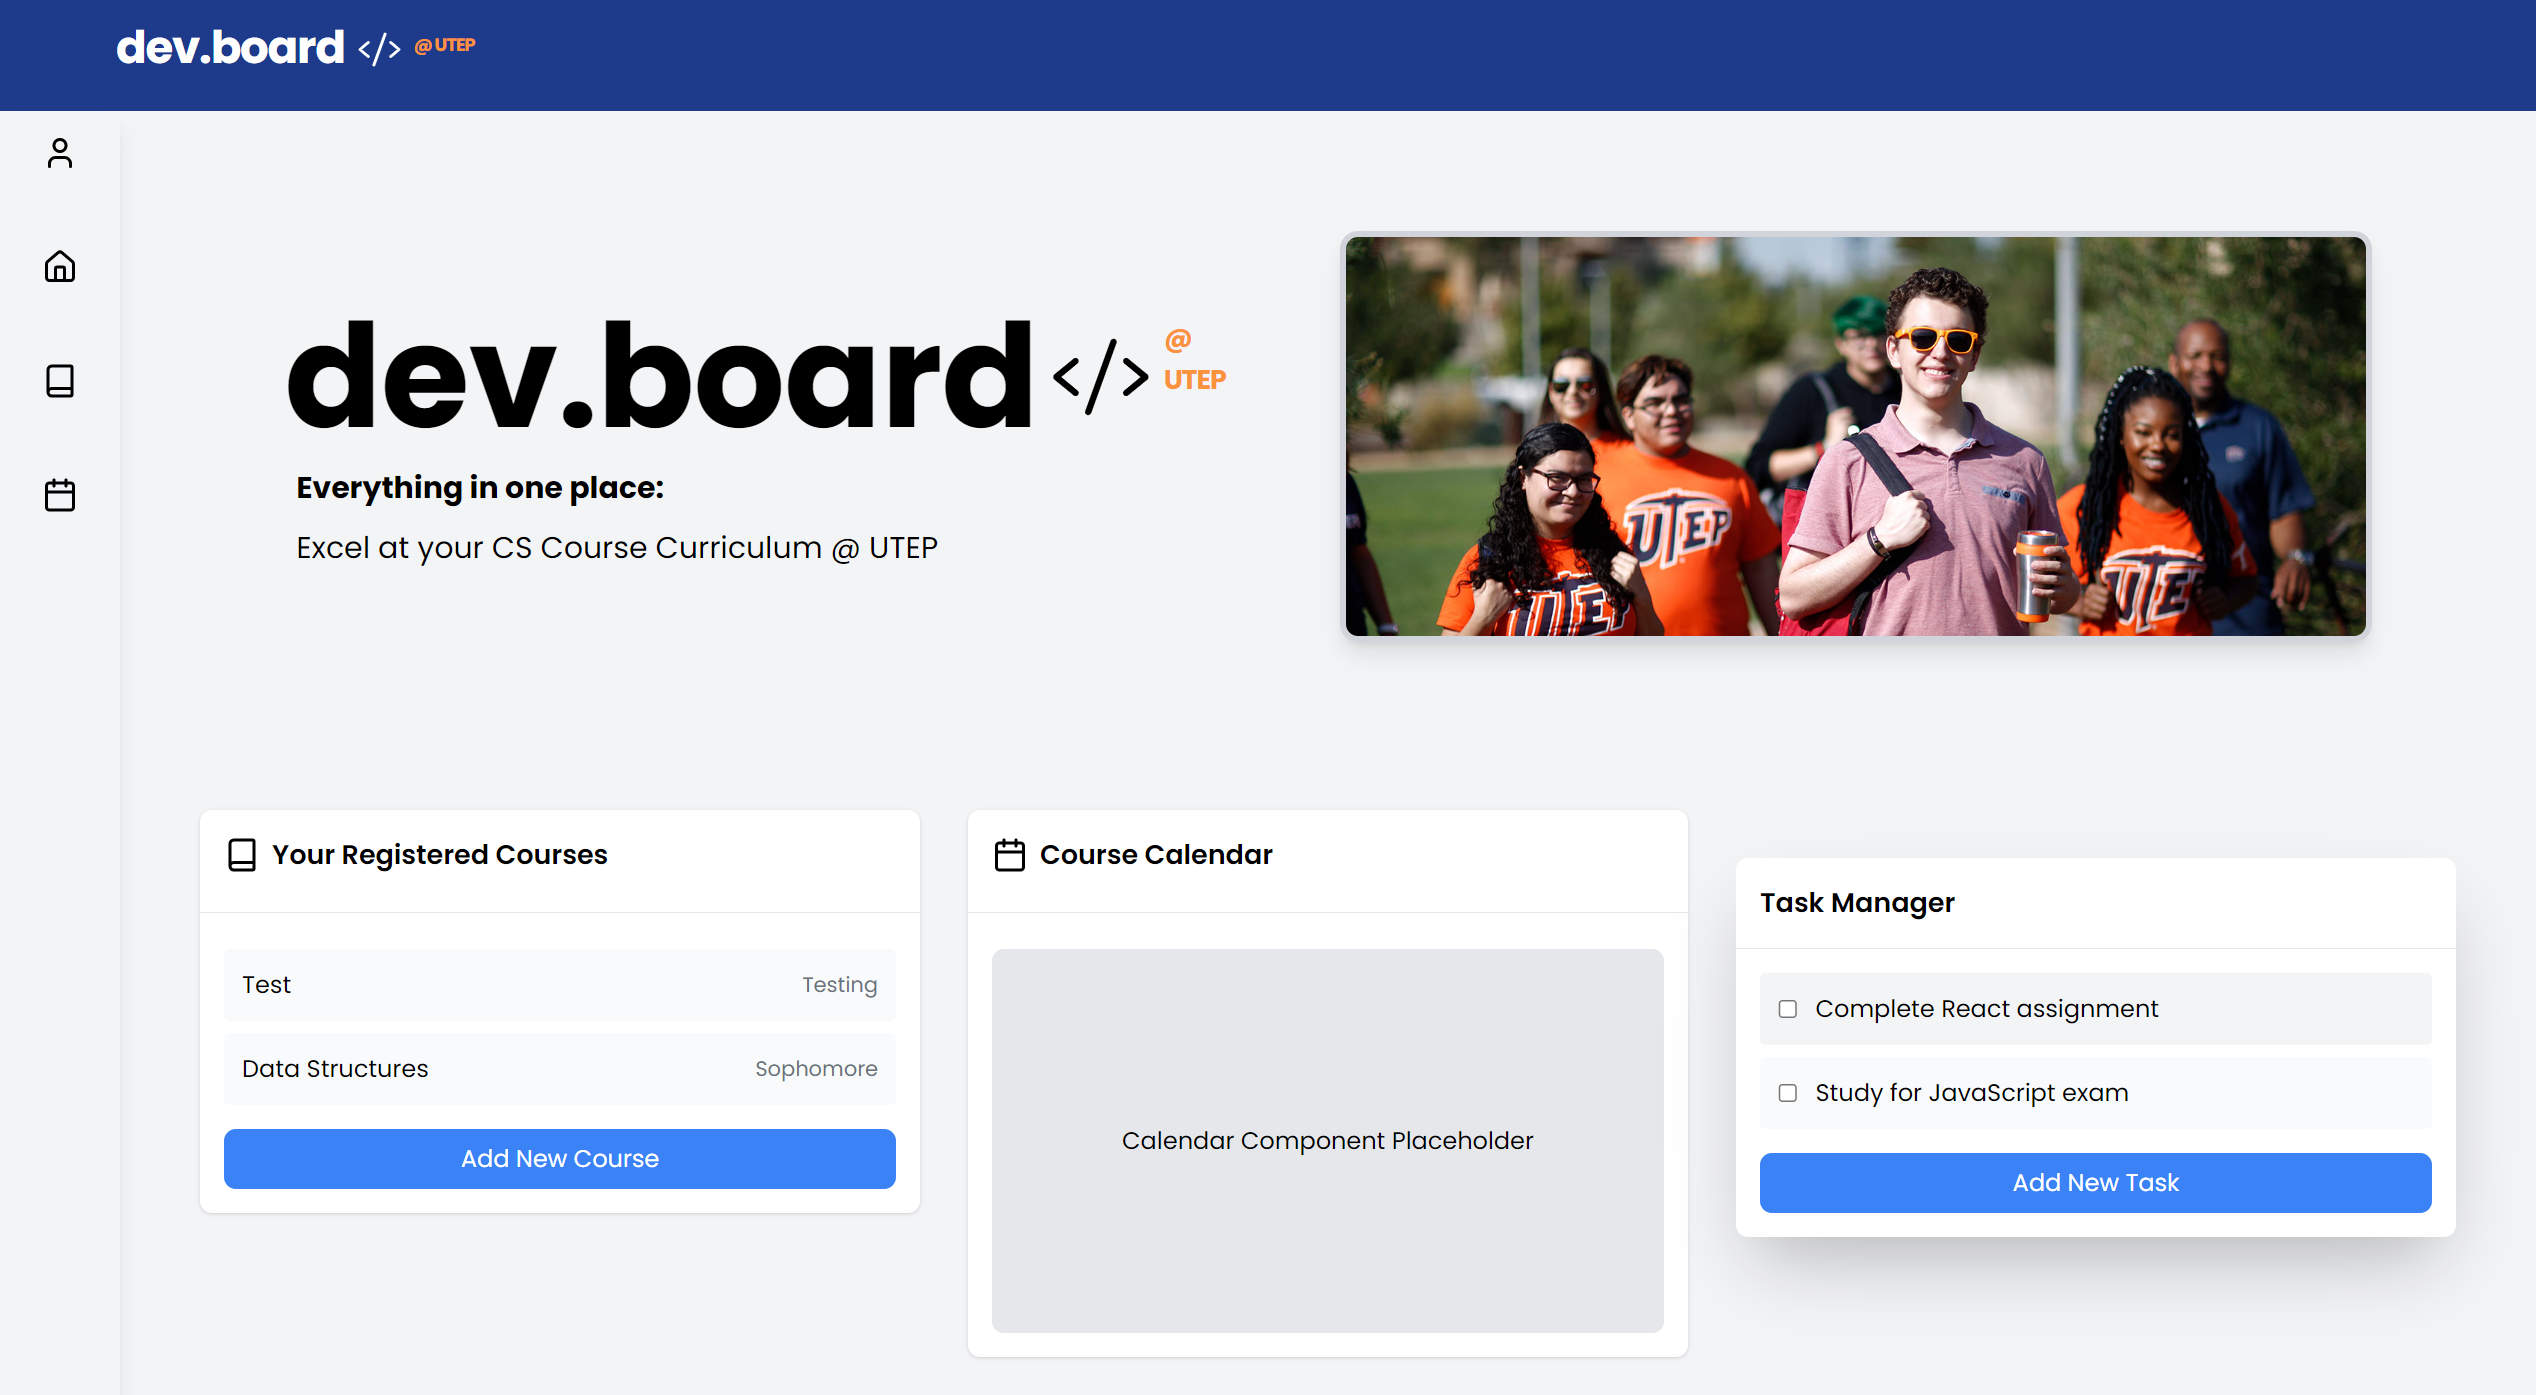 dev.board </> @ UTEP
dev.board </> @
UTEP
Everything in one place:
Excel at your CS Course Curriculum @ UTEP
UTEP
UTEP
UTE
Your Registered Courses
Test Testing
Data Structures Sophomore
Add New Course
Course Calendar
Calendar Component Placeholder
Task Manager
Complete React assignment
Study for JavaScript exam
Add New Task